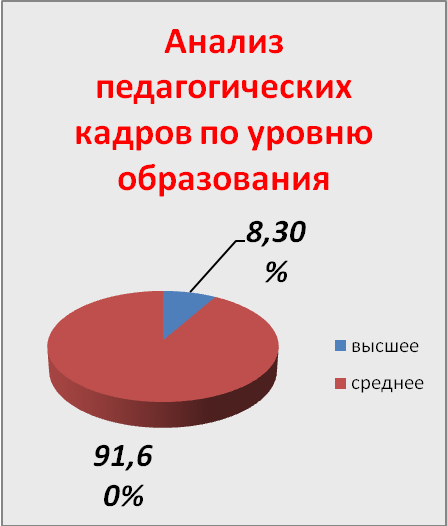 Анализ
педагогических
кадров по уровню
образования
8,30
%
высшее
среднее
91,6
0%